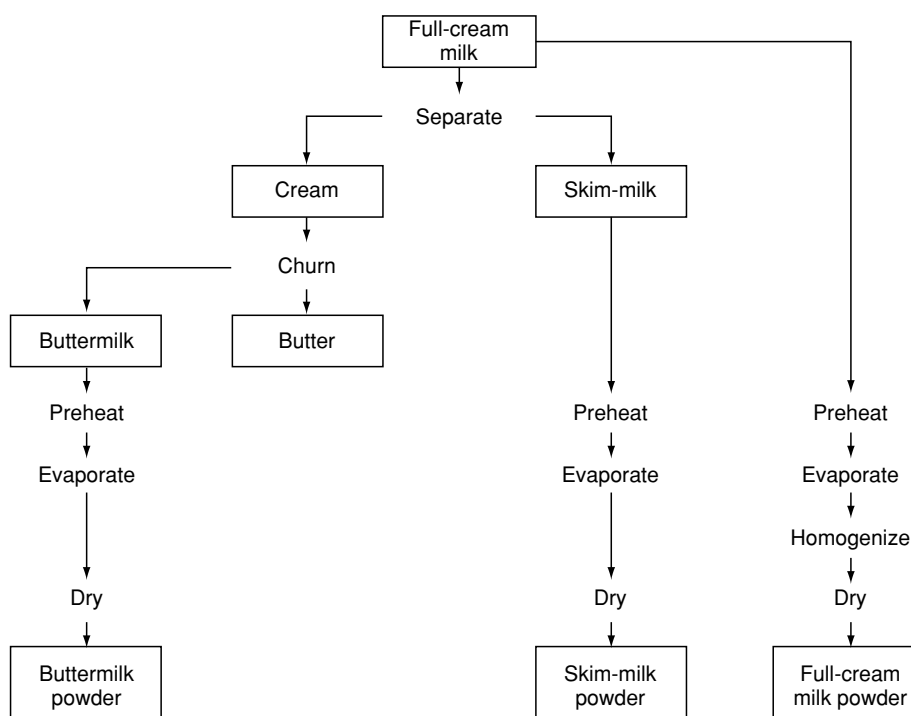 Full-cream
milk
Separate
Cream
Skim-milk
Churn
Buttermilk
Butter
Preheat
Preheat
Preheat
Evaporate
Evaporate
Evaporate
Homogenize
Dry
Dry
Dry
Buttermilk
powder
Skim-milk
powder
Full-cream
milk powder